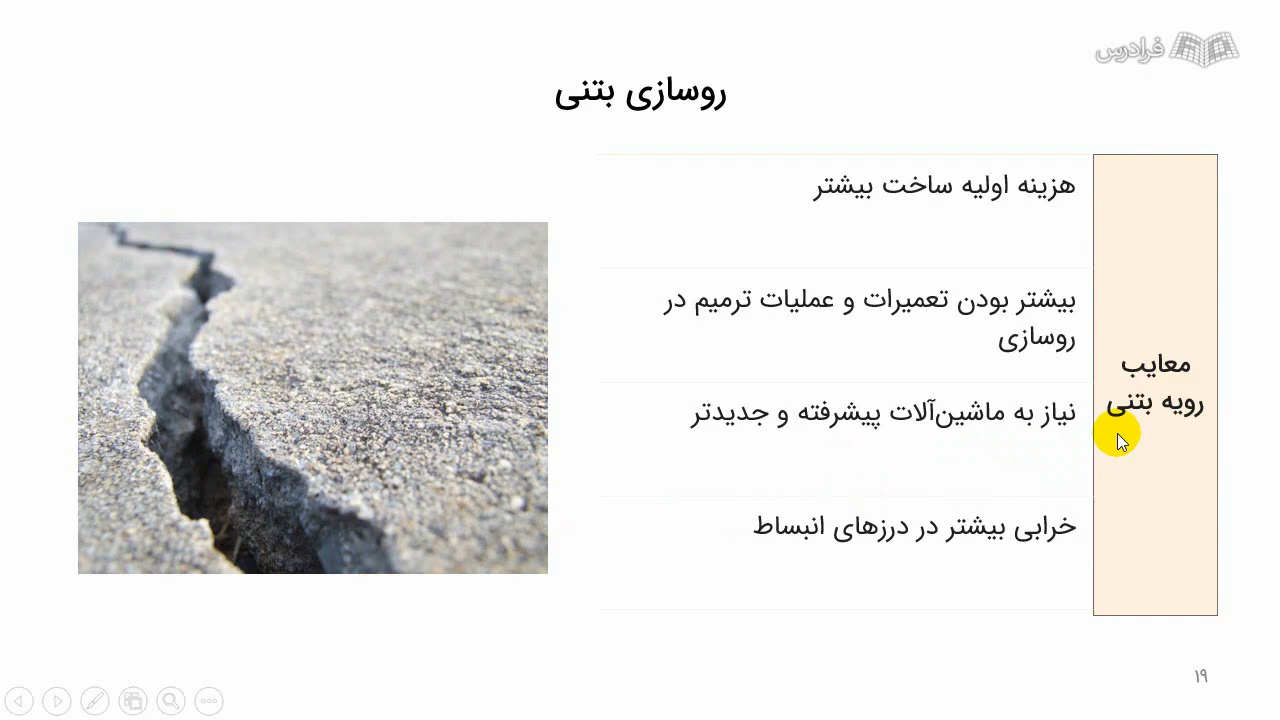 فرادرس
روسازی بتنی
معایب
رویه بتنی
هزینه اولیه ساخت بیشتر
بیشتر بودن تعمیرات و عملیات ترمیم در
روسازی
نیاز به ماشین‌آلات پیشرفته و جدیدتر
خرابی بیشتر در درزهای انبساط
۱۹